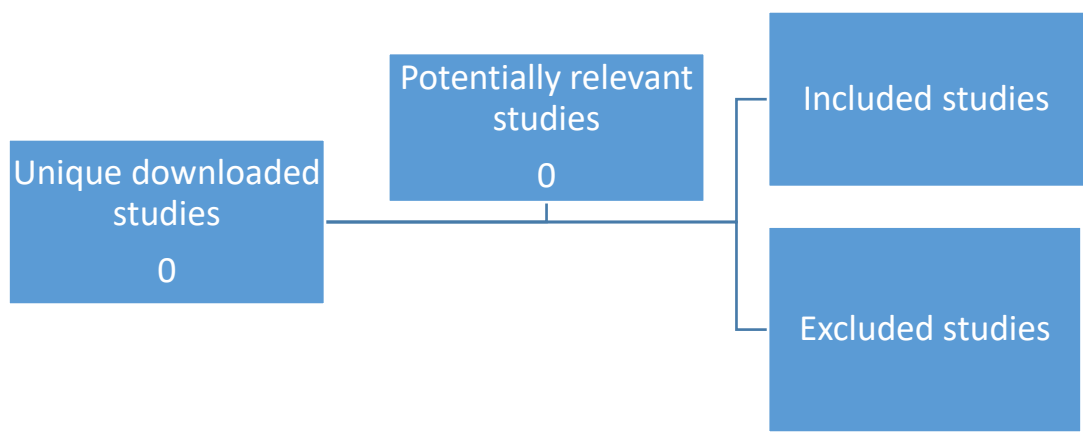 Unique downloaded
studies
0
Potentially relevant
studies
0
Included studies
Excluded studies